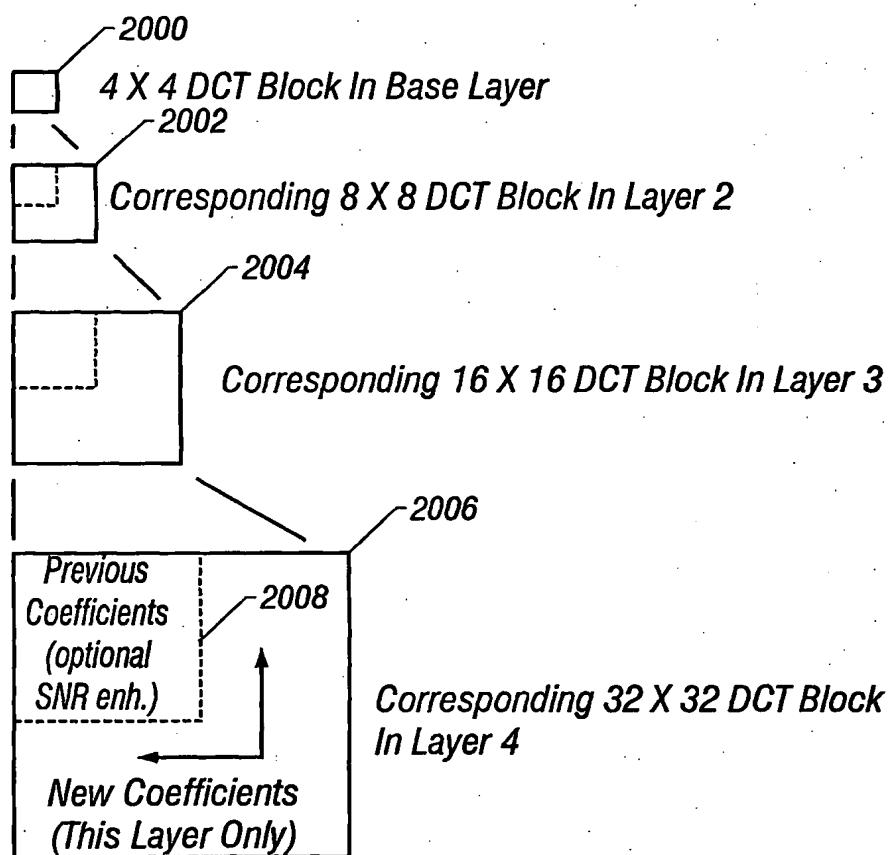 2000
4 X 4 DCT Block In Base Layer
2002
Corresponding 8 X 8 DCT Block In Layer 2
2004
Corresponding 16 X 16 DCT Block In Layer 3
2006
Previous
Coefficients
(optional
SNR enh.)
2008
Corresponding 32 X 32 DCT Block
In Layer 4
New Coefficients
(This Layer Only)